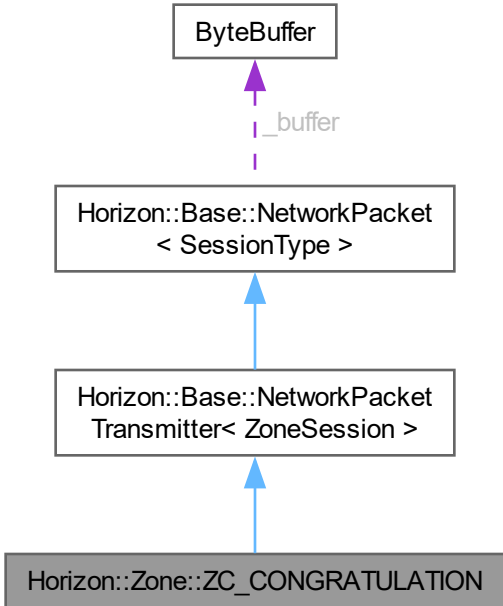 ByteBuffer
_buffer
Horizon::Base::NetworkPacket
< SessionType >
Horizon::Base::NetworkPacket
Transmitter< ZoneSession >
Horizon::Zone::ZC_CONGRATULATION